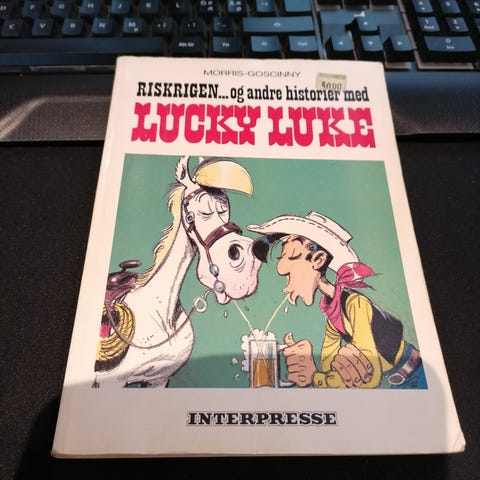 MORRIS-GOSCINNY
RISKRIGEN... og andre historier med
LUCKY LUKE
INTERPRESSE